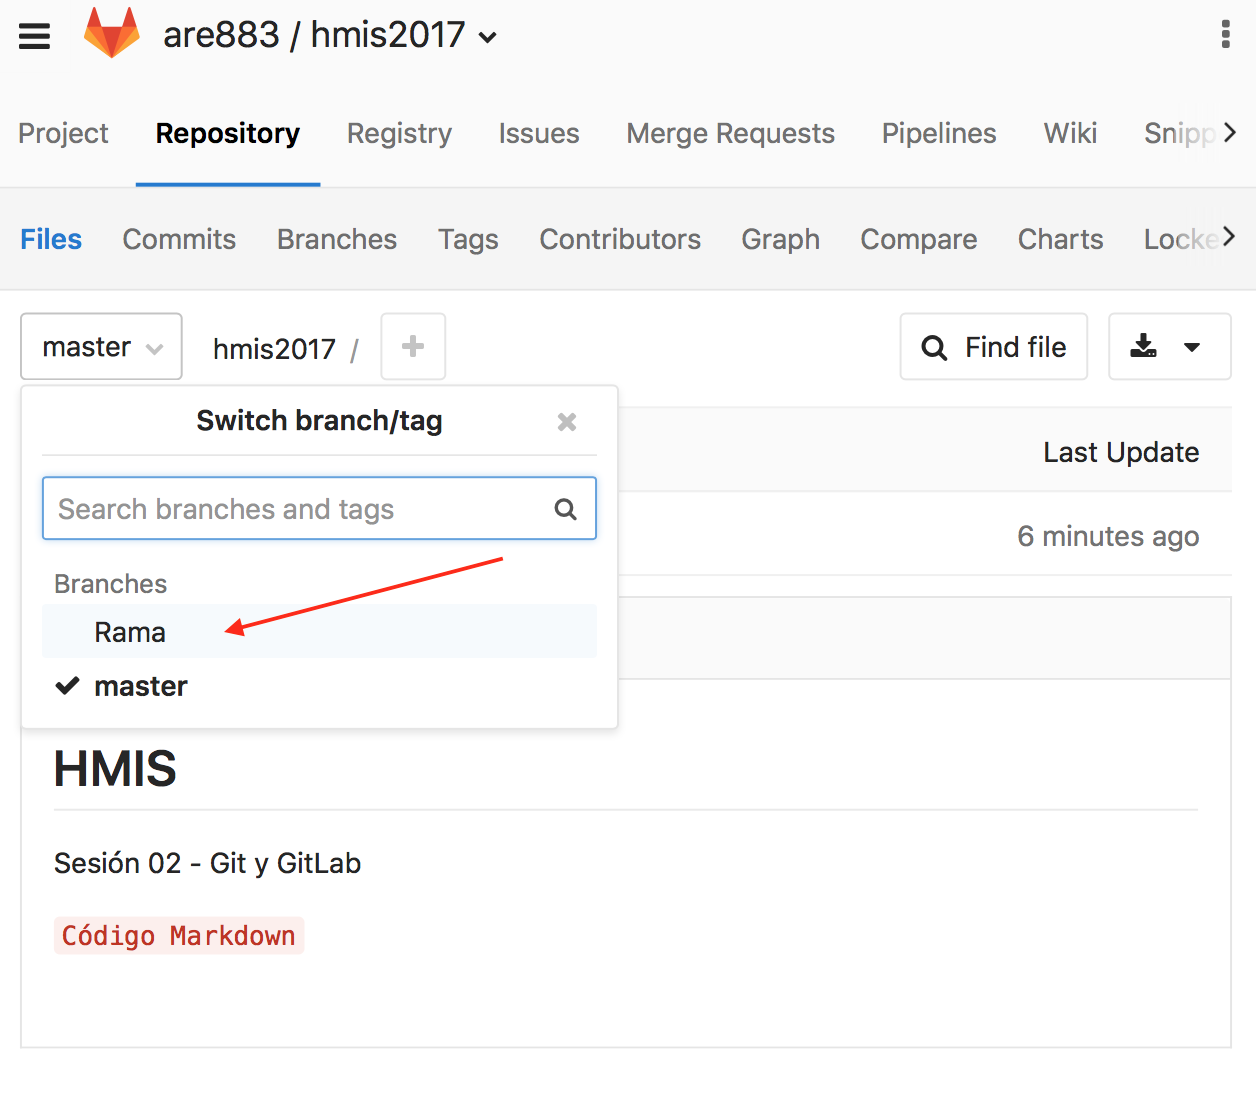 are883 / hmis2017
Project Repository Registry Issues Merge Requests Pipelines Wiki Snipp
Files Commits Branches Tags Contributors Graph Compare Charts Locke
master hmis2017 / Find file
Switch branch/tag
Last Update
Search branches and tags
6 minutes ago
Branches
Rama
master
HMIS
Sesión 02 - Git y GitLab
Código Markdown